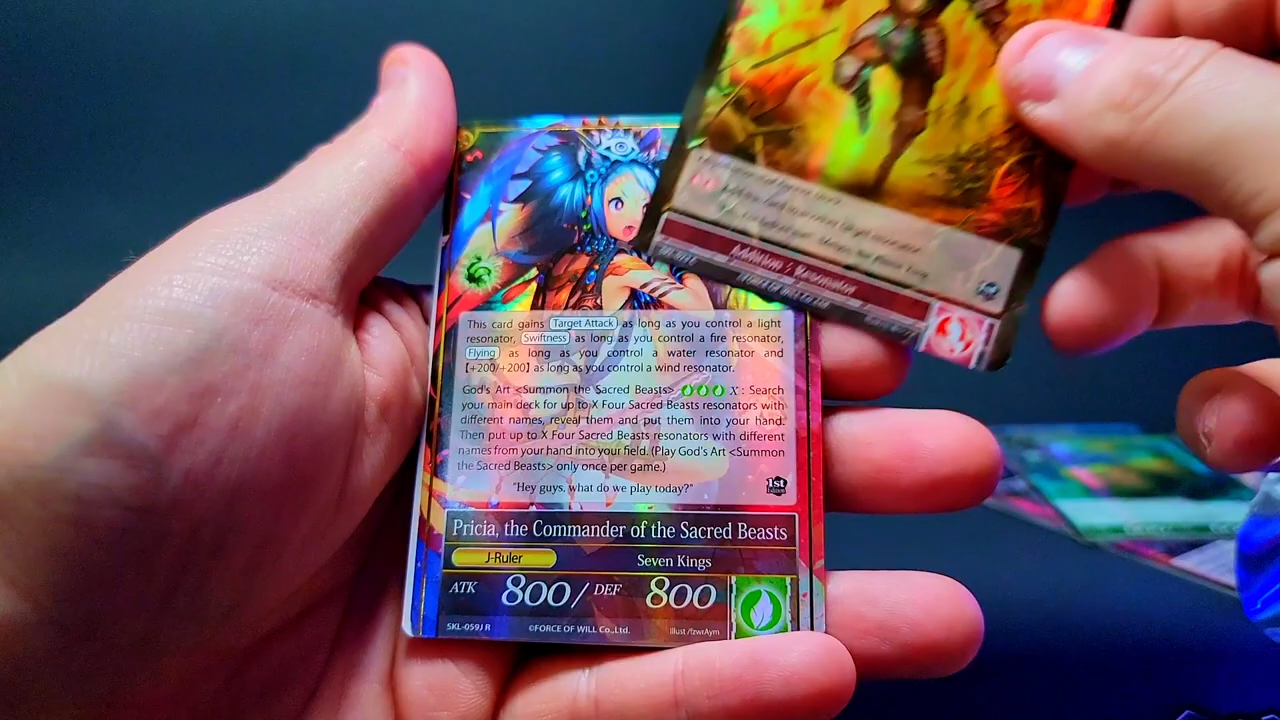 Addition : Resonator
This card gains Target Attack as long as you control a light
resonator, Swiftness as long as you control a fire resonator,
Flying as long as you control a water resonator and
[+200/+200] as long as you control a wind resonator.
God's Art <Summon the Sacred Beasts> X : Search
your main deck for up to X Four Sacred Beasts resonators with
different names, reveal them and put them into your hand.
Then put up to X Four Sacred Beasts resonators with different
names from your hand into your field. (Play God's Art <Summon
the Sacred Beasts> only once per game.)
"Hey guys, what do we play today?"
1st
Edition
Pricia, the Commander of the Sacred Beasts
J-Ruler
Seven Kings
ATK 800 / DEF 800
SKL-059J R
©FORCE OF WILL Co.,Ltd.
Illust /fzwrAym